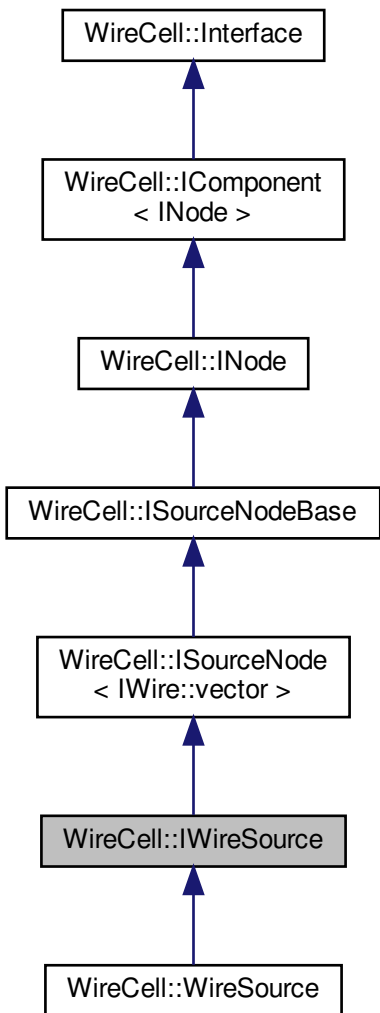 WireCell::Interface
WireCell::IComponent
< INode >
WireCell::INode
WireCell::ISourceNodeBase
WireCell::ISourceNode
< IWire::vector >
WireCell::IWireSource
WireCell::WireSource